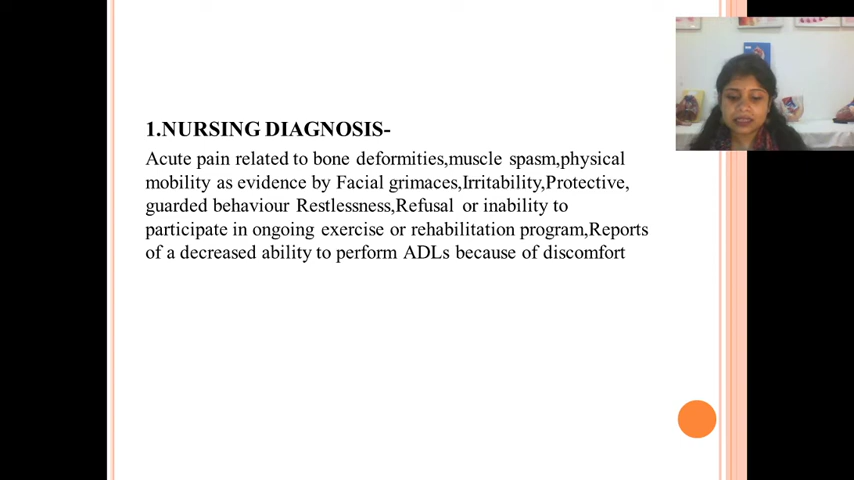 1.NURSING DIAGNOSIS-
Acute pain related to bone deformities,muscle spasm,physical
mobility as evidence by Facial grimaces,Irritability,Protective,
guarded behaviour Restlessness,Refusal or inability to
participate in ongoing exercise or rehabilitation program,Reports
of a decreased ability to perform ADLs because of discomfort